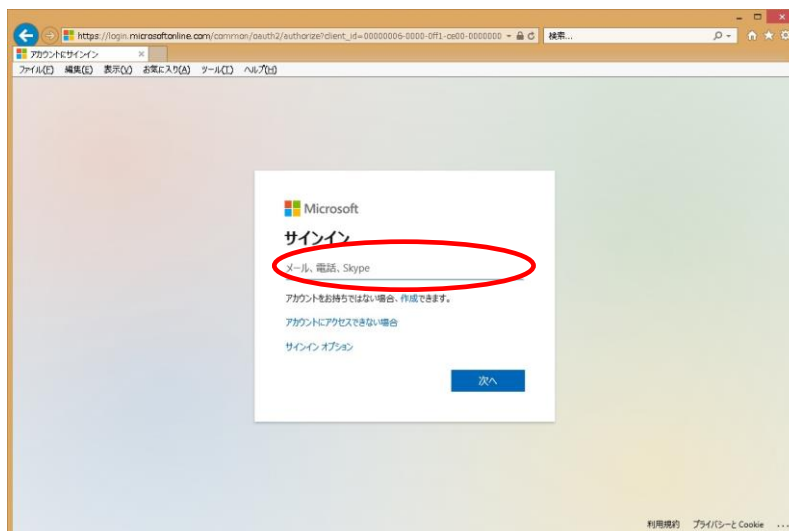 https://login.microsoftonline.com/common/oauth2/authorize?client_id=00000006-0000-0ff1-ce00-0000000
検索...
アカウントにサインイン
ファイル(F) 編集(E) 表示(V) お気に入り(A) ツール(T) ヘルプ(H)
Microsoft
サインイン
メール、電話、Skype
アカウントをお持ちではない場合、作成できます。
アカウントにアクセスできない場合
サインイン オプション
次へ
利用規約 プライバシーと Cookie ...